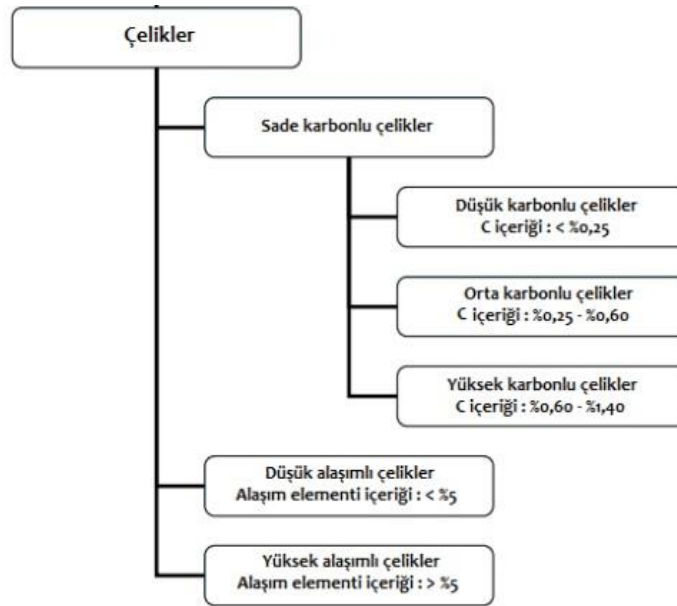 Çelikler
Sade karbonlu çelikler
Düşük karbonlu çelikler
C içeriği : < %0,25
Orta karbonlu çelikler
C içeriği : %0,25 - %0,60
Yüksek karbonlu çelikler
C içeriği : %0,60 - %1,40
Düşük alaşımlı çelikler
Alaşım elementi içeriği : < %5
Yüksek alaşımlı çelikler
Alaşım elementi içeriği : > %5